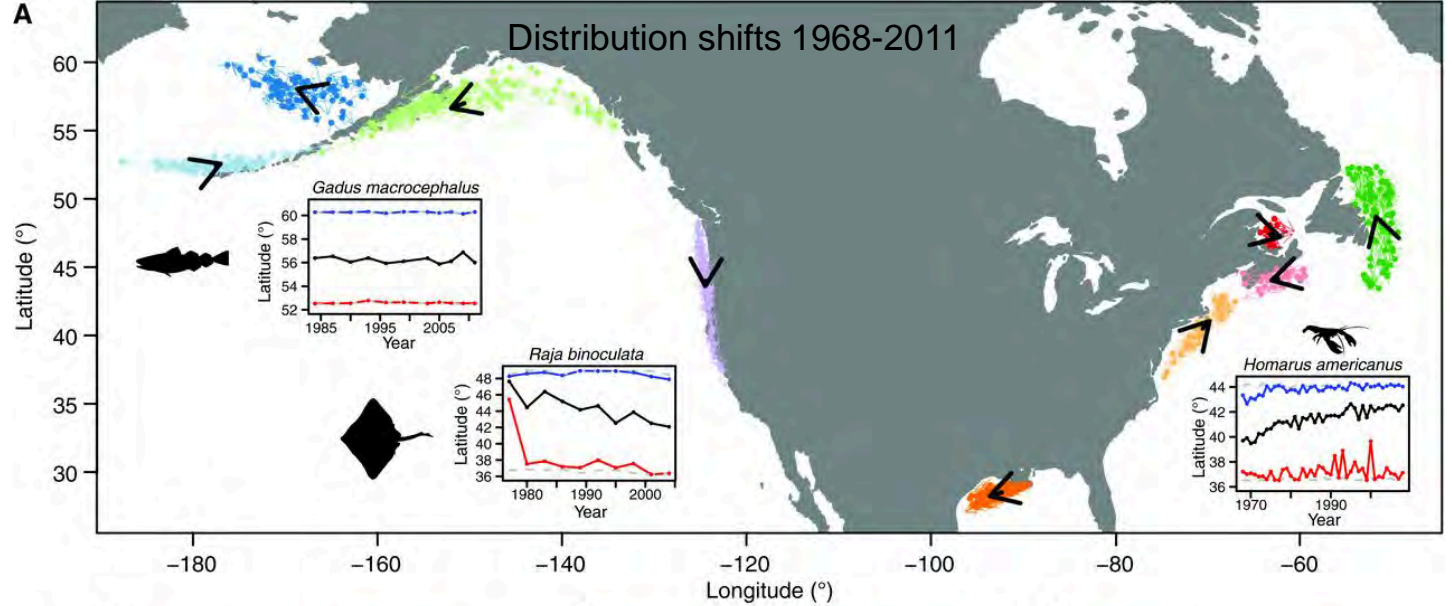 A
Distribution shifts 1968-2011
Latitude (°)
60
55
50
45
40
35
30
Gadus macrocephalus
Latitude (°)
60
58
56
54
52
1985 1995 2005
Year
Raja binoculata
Latitude (°)
48
46
44
42
40
38
36
1980 1990 2000
Year
Homarus americanus
Latitude (°)
44
42
40
38
36
1970 1990
Year
−180 −160 −140 −120 −100 −80 −60
Longitude (°)